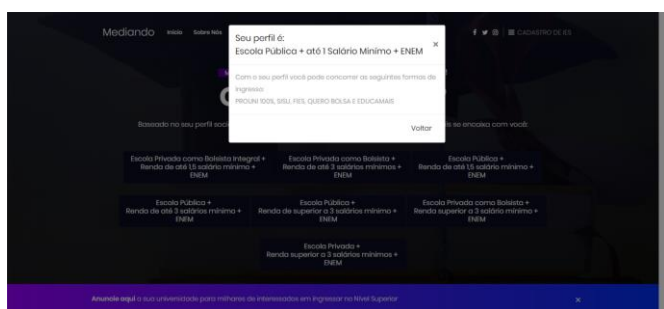 Mediando Início Sobre Nós CADASTRO DE IES
Seu perfil é:
Escola Pública + até 1 Salário Mínimo + ENEM ×
Com o seu perfil você pode concorrer as seguintes formas de
ingresso:
PROUNI 100%, SISU, FIES, QUERO BOLSA E EDUCAMAIS
Voltar
Baseado no seu perfil soci
is se encaixa com você:
Escola Privada como Bolsista Integral +
Renda de até 1,5 salário mínimo +
ENEM
Escola Privada como Bolsista +
Renda de até 3 salários mínimos +
ENEM
Escola Pública +
Renda de até 1,5 salário mínimo +
ENEM
Escola Pública +
Renda de até 3 salários mínimo +
ENEM
Escola Pública +
Renda de superior a 3 salários mínimo +
ENEM
Escola Privada como Bolsista +
Renda superior a 3 salário mínimo +
ENEM
Escola Privada +
Renda superior a 3 salários mínimos +
ENEM
Anuncie aqui a sua universidade para milhares de interessados em ingressar no Nível Superior ×